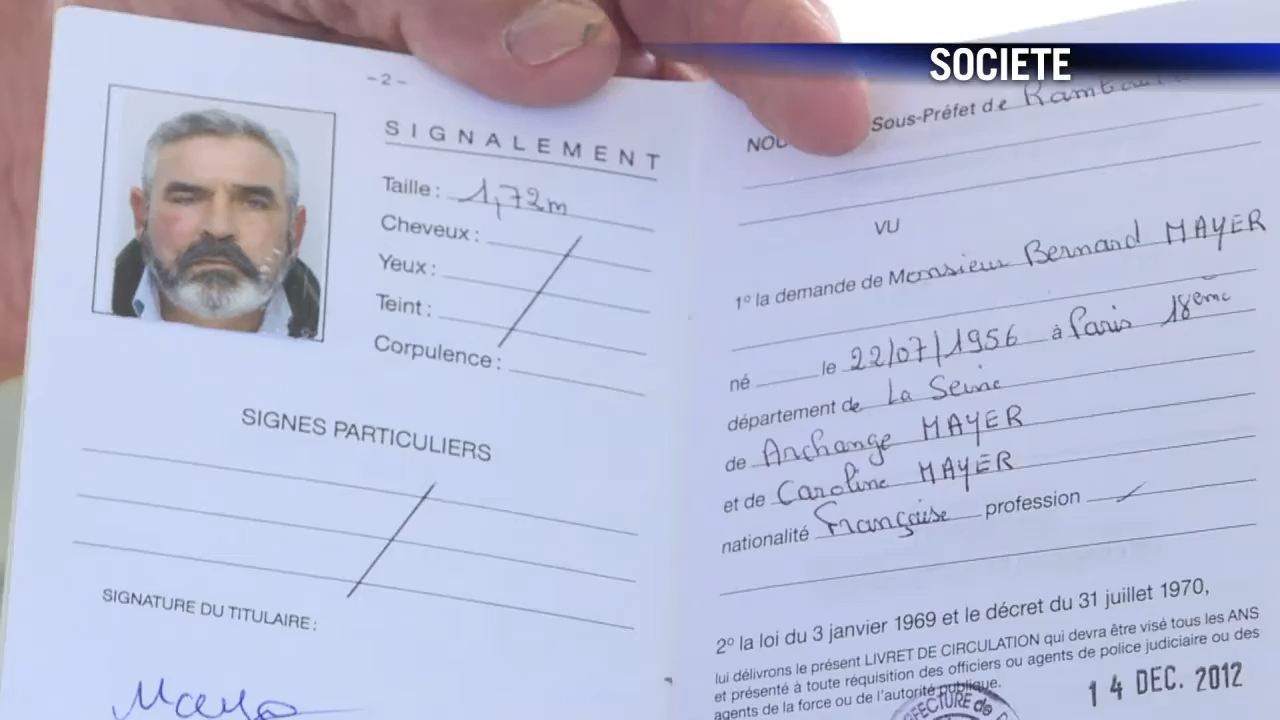 SOCIETE
– 2 –
SIGNALEMENT
Taille : 1,72m
Cheveux :
Yeux :
Teint :
Corpulence :
SIGNES PARTICULIERS
SIGNATURE DU TITULAIRE :
Sous-Préfet de
VU
1º la demande de Monsieur Bernard MAYER
né le 22/07/1956 à Paris 18ème
département de La Seine
de Archange MAYER
et de Caroline MAYER
nationalité Française profession
2º la loi du 3 janvier 1969 et le décret du 31 juillet 1970,
lui délivrons le présent LIVRET DE CIRCULATION qui devra être visé tous les ANS
et présenté à toute réquisition des officiers ou agents de police judiciaire ou des
agents de la force ou de l'autorité publique.
14 DEC. 2012